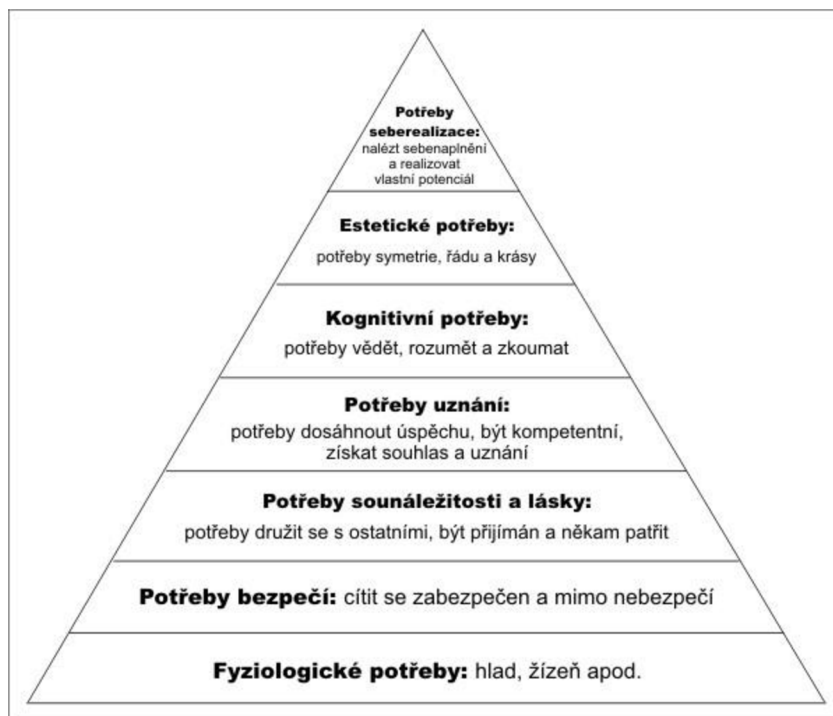 Potřeby
seberealizace:
nalézt sebenaplnění
a realizovat
vlastní potenciál
Estetické potřeby:
potřeby symetrie, řádu a krásy
Kognitivní potřeby:
potřeby vědět, rozumět a zkoumat
Potřeby uznání:
potřeby dosáhnout úspěchu, být kompetentní,
získat souhlas a uznání
Potřeby sounáležitosti a lásky:
potřeby družit se s ostatními, být přijímán a někam patřit
Potřeby bezpečí: cítit se zabezpečen a mimo nebezpečí
Fyziologické potřeby: hlad, žízeň apod.